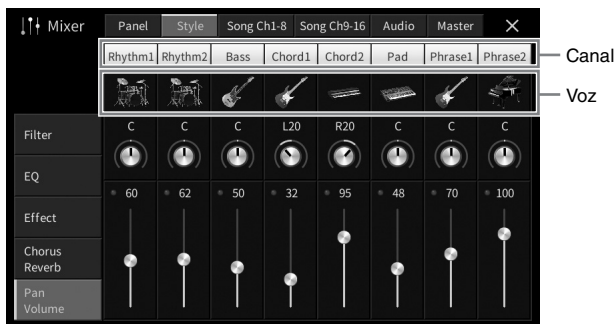 Mixer
Panel Style Song Ch1-8 Song Ch9-16 Audio Master ×
Rhythm1 Rhythm2 Bass Chord1 Chord2 Pad Phrase1 Phrase2 Canal
Voz
Filter C C C L20 R20 C C C
EQ
60 62 50 32 95 48 70 100
Effect
Chorus
Reverb
Pan
Volume